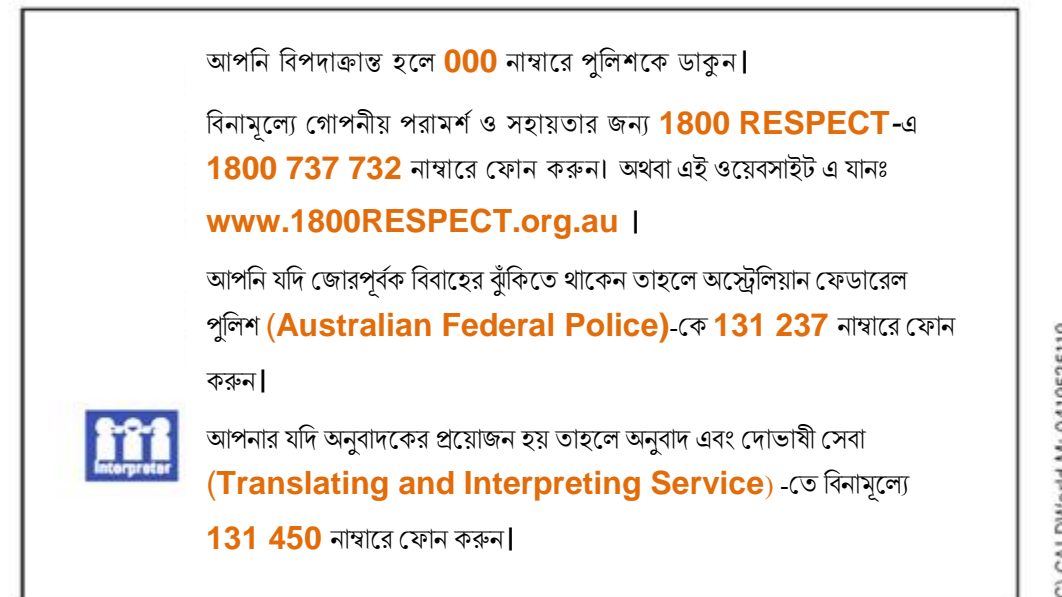 আপনি বিপদাক্রান্ত হলে 000 নাম্বারে পুলিশকে ডাকুন|
বিনামূল্যে গোপনীয় পরামর্শ ও সহায়তার জন্য 1800 RESPECT-এ
1800 737 732 নাম্বারে ফোন করুন। অথবা এই ওয়েবসাইট এ যানঃ
www.1800RESPECT.org.au |
আপনি যদি জোরপূর্বক বিবাহের ঝুঁকিতে থাকেন তাহলে অস্ট্রেলিয়ান ফেডারেল
পুলিশ (Australian Federal Police)-কে 131 237 নাম্বারে ফোন
করুন|
Interpreter
আপনার যদি অনুবাদকের প্রয়োজন হয় তাহলে অনুবাদ এবং দোভাষী সেবা
(Translating and Interpreting Service) -তে বিনামূল্যে
131 450 নাম্বারে ফোন করুন|